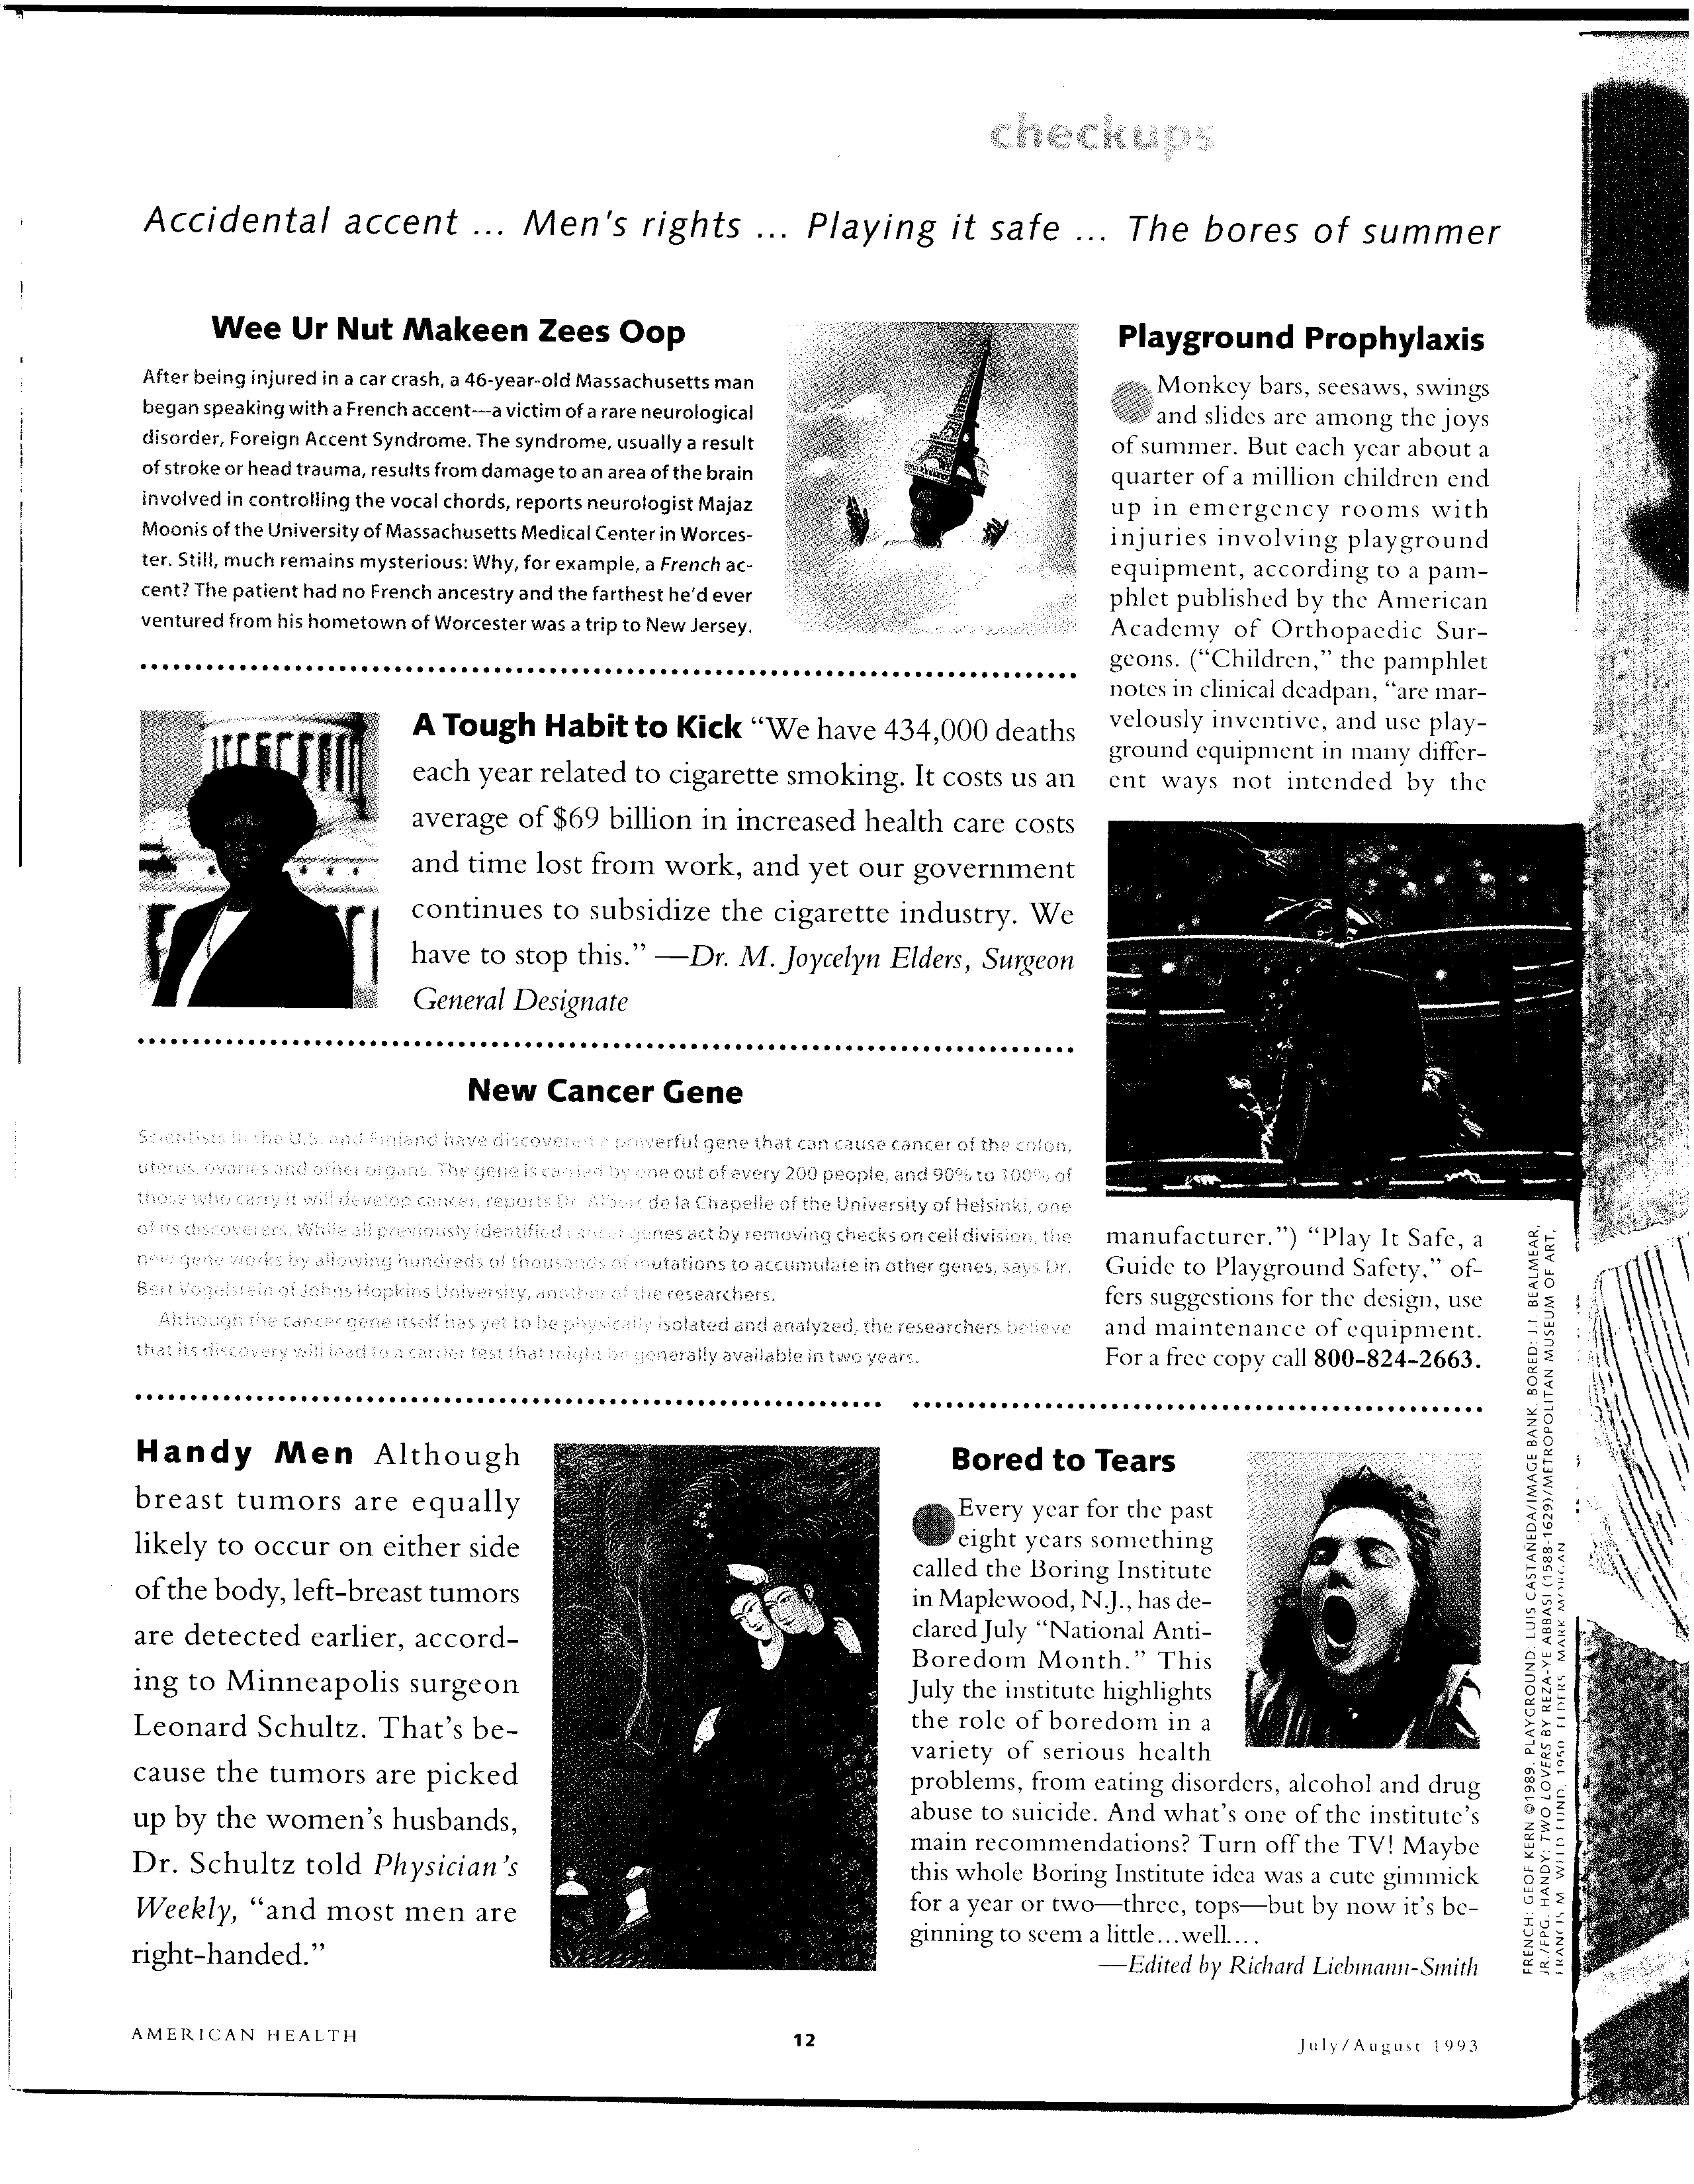 checkups
Accidental accent ... Men's rights ... Playing it safe ... The bores of summer
Wee Ur Nut Makeen Zees Oop
After being injured in a car crash, a 46-year-old Massachusetts man
began speaking with a French accent—a victim of a rare neurological
disorder, Foreign Accent Syndrome. The syndrome, usually a result
of stroke or head trauma, results from damage to an area of the brain
involved in controlling the vocal chords, reports neurologist Majaz
Moonis of the University of Massachusetts Medical Center in Worces-
ter. Still, much remains mysterious: Why, for example, a French ac-
cent? The patient had no French ancestry and the farthest he'd ever
ventured from his hometown of Worcester was a trip to New Jersey.
A Tough Habit to Kick “We have 434,000 deaths
each year related to cigarette smoking. It costs us an
average of $69 billion in increased health care costs
and time lost from work, and yet our government
continues to subsidize the cigarette industry. We
have to stop this.” —Dr. M. Joycelyn Elders, Surgeon
General Designate
New Cancer Gene
Scientists in the U.S. and Finland have discovered a powerful gene that can cause cancer of the colon,
uterus, ovaries and other organs. The gene is carried by one out of every 200 people, and 90% to 100% of
those who carry it will develop cancer, reports Dr. Albert de la Chapelle of the University of Helsinki, one
of its discoverers. While all previously identified cancer genes act by removing checks on cell division, the
new gene works by allowing hundreds of thousands of mutations to accumulate in other genes, says Dr.
Bert Vogelstein of Johns Hopkins University, another of the researchers.
Although the cancer gene itself has yet to be physically isolated and analyzed, the researchers believe
that its discovery will lead to a carrier test that might be generally available in two years.
Playground Prophylaxis
Monkey bars, seesaws, swings
and slides are among the joys
of summer. But each year about a
quarter of a million children end
up in emergency rooms with
injuries involving playground
equipment, according to a pam-
phlet published by the American
Academy of Orthopaedic Sur-
geons. (“Children,” the pamphlet
notes in clinical deadpan, “are mar-
velously inventive, and use play-
ground equipment in many differ-
ent ways not intended by the
manufacturer.”) “Play It Safe, a
Guide to Playground Safety,” of-
fers suggestions for the design, use
and maintenance of equipment.
For a free copy call 800-824-2663.
Handy Men Although
breast tumors are equally
likely to occur on either side
of the body, left-breast tumors
are detected earlier, accord-
ing to Minneapolis surgeon
Leonard Schultz. That's be-
cause the tumors are picked
up by the women's husbands,
Dr. Schultz told Physician's
Weekly, “and most men are
right-handed.”
Bored to Tears
Every year for the past
eight years something
called the Boring Institute
in Maplewood, N.J., has de-
clared July “National Anti-
Boredom Month.” This
July the institute highlights
the role of boredom in a
variety of serious health
problems, from eating disorders, alcohol and drug
abuse to suicide. And what's one of the institute's
main recommendations? Turn off the TV! Maybe
this whole Boring Institute idea was a cute gimmick
for a year or two—three, tops—but by now it's be-
ginning to seem a little...well....
—Edited by Richard Liebmann-Smith
FRENCH: GEOF KERN ©1989. PLAYGROUND: LUIS CASTAÑEDA/IMAGE BANK. BORED: J.J. BEALMEAR,
JR./FPG. HANDY: TWO LOVERS BY REZA-YE ABBASI (1588-1629)/METROPOLITAN MUSEUM OF ART,
FRANCIS M. WELD FUND, 1950. ELDERS: MARK MORGAN
AMERICAN HEALTH
12
July/August 1993